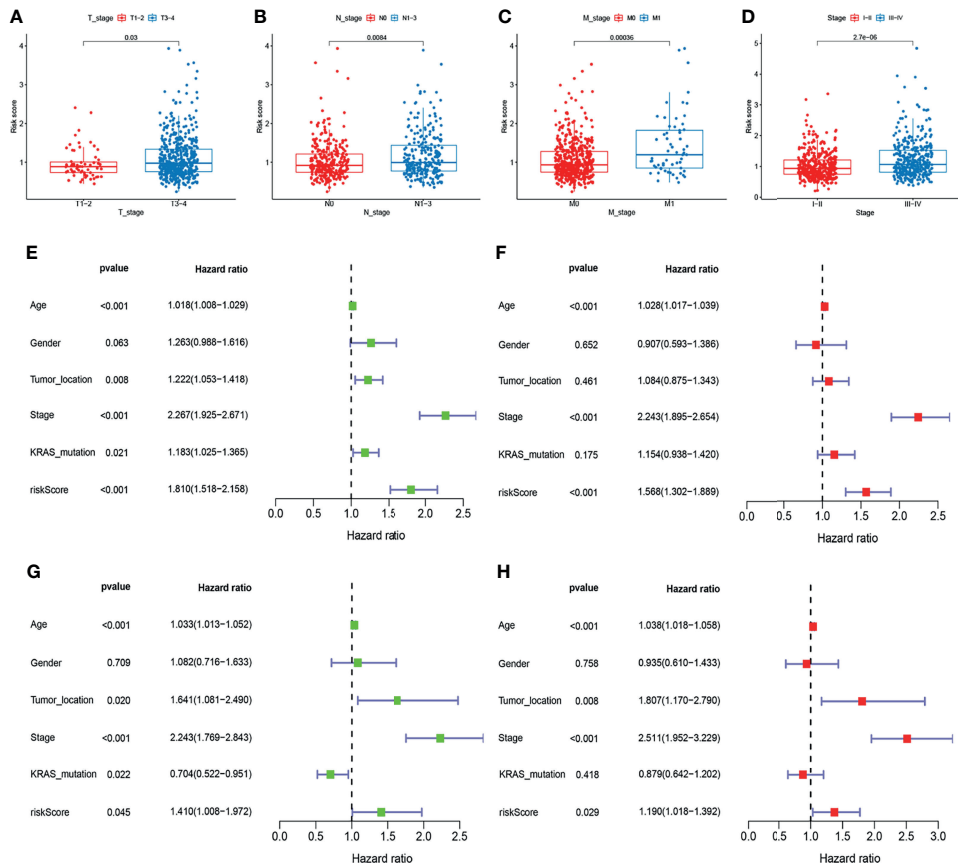 A T_stage T1−2 T3−4
0.03
4
3
2
1
Risk score
T1−2 T3−4
T_stage
B N_stage N0 N1−3
0.0084
4
3
2
1
Risk score
N0 N1−3
N_stage
C M_stage M0 M1
0.00036
4
3
2
1
0
Risk score
M0 M1
M_stage
D Stage I−II III−IV
2.7e−06
5
4
3
2
1
0
Risk score
I−II III−IV
Stage
E
pvalue Hazard ratio
Age <0.001 1.018(1.008−1.029)
Gender 0.063 1.263(0.988−1.616)
Tumor_location 0.008 1.222(1.053−1.418)
Stage <0.001 2.267(1.925−2.671)
KRAS_mutation 0.021 1.183(1.025−1.365)
riskScore <0.001 1.810(1.518−2.158)
0.0 0.5 1.0 1.5 2.0 2.5
Hazard ratio
F
pvalue Hazard ratio
Age <0.001 1.028(1.017−1.039)
Gender 0.652 0.907(0.593−1.386)
Tumor_location 0.461 1.084(0.875−1.343)
Stage <0.001 2.243(1.895−2.654)
KRAS_mutation 0.175 1.154(0.938−1.420)
riskScore <0.001 1.568(1.302−1.889)
0.0 0.5 1.0 1.5 2.0 2.5
Hazard ratio
G
pvalue Hazard ratio
Age <0.001 1.033(1.013−1.052)
Gender 0.709 1.082(0.716−1.633)
Tumor_location 0.020 1.641(1.081−2.490)
Stage <0.001 2.243(1.769−2.843)
KRAS_mutation 0.022 0.704(0.522−0.951)
riskScore 0.045 1.410(1.008−1.972)
0.0 0.5 1.0 1.5 2.0 2.5
Hazard ratio
H
pvalue Hazard ratio
Age <0.001 1.038(1.018−1.058)
Gender 0.758 0.935(0.610−1.433)
Tumor_location 0.008 1.807(1.170−2.790)
Stage <0.001 2.511(1.952−3.229)
KRAS_mutation 0.418 0.879(0.642−1.202)
riskScore 0.029 1.190(1.018−1.392)
0.0 0.5 1.0 1.5 2.0 2.5 3.0
Hazard ratio